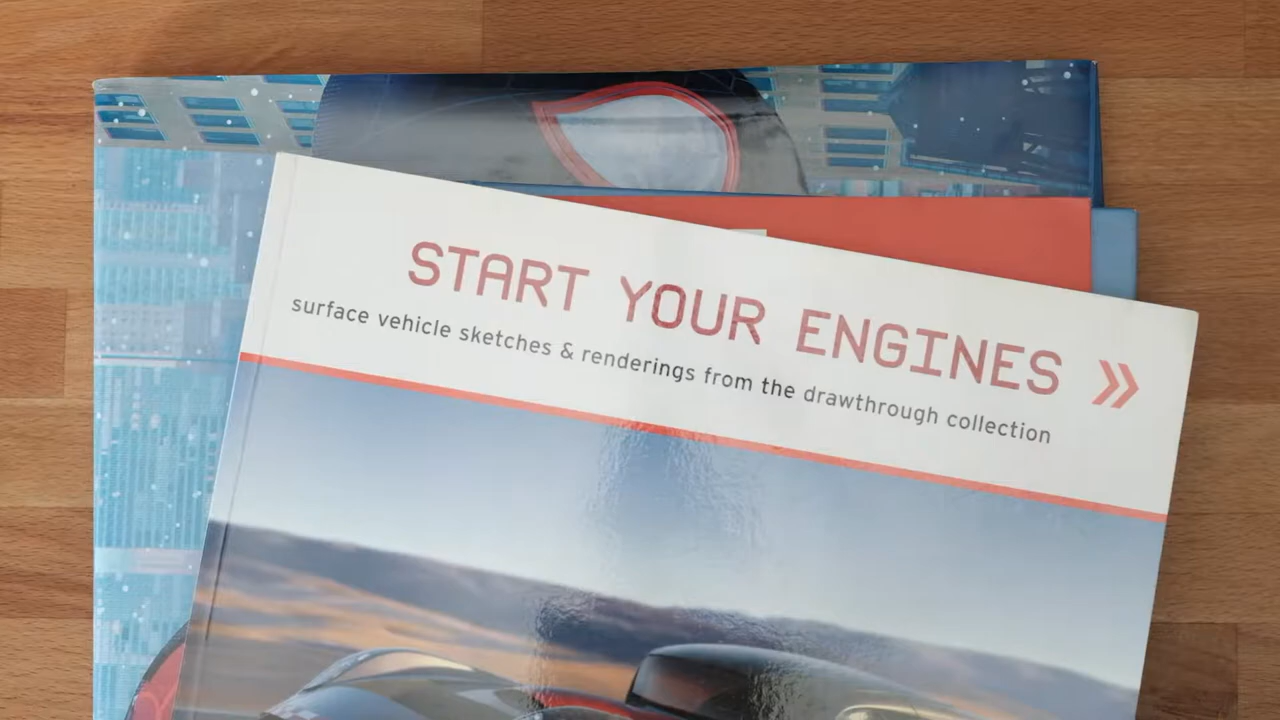 START YOUR ENGINES »
surface vehicle sketches & renderings from the drawthrough collection